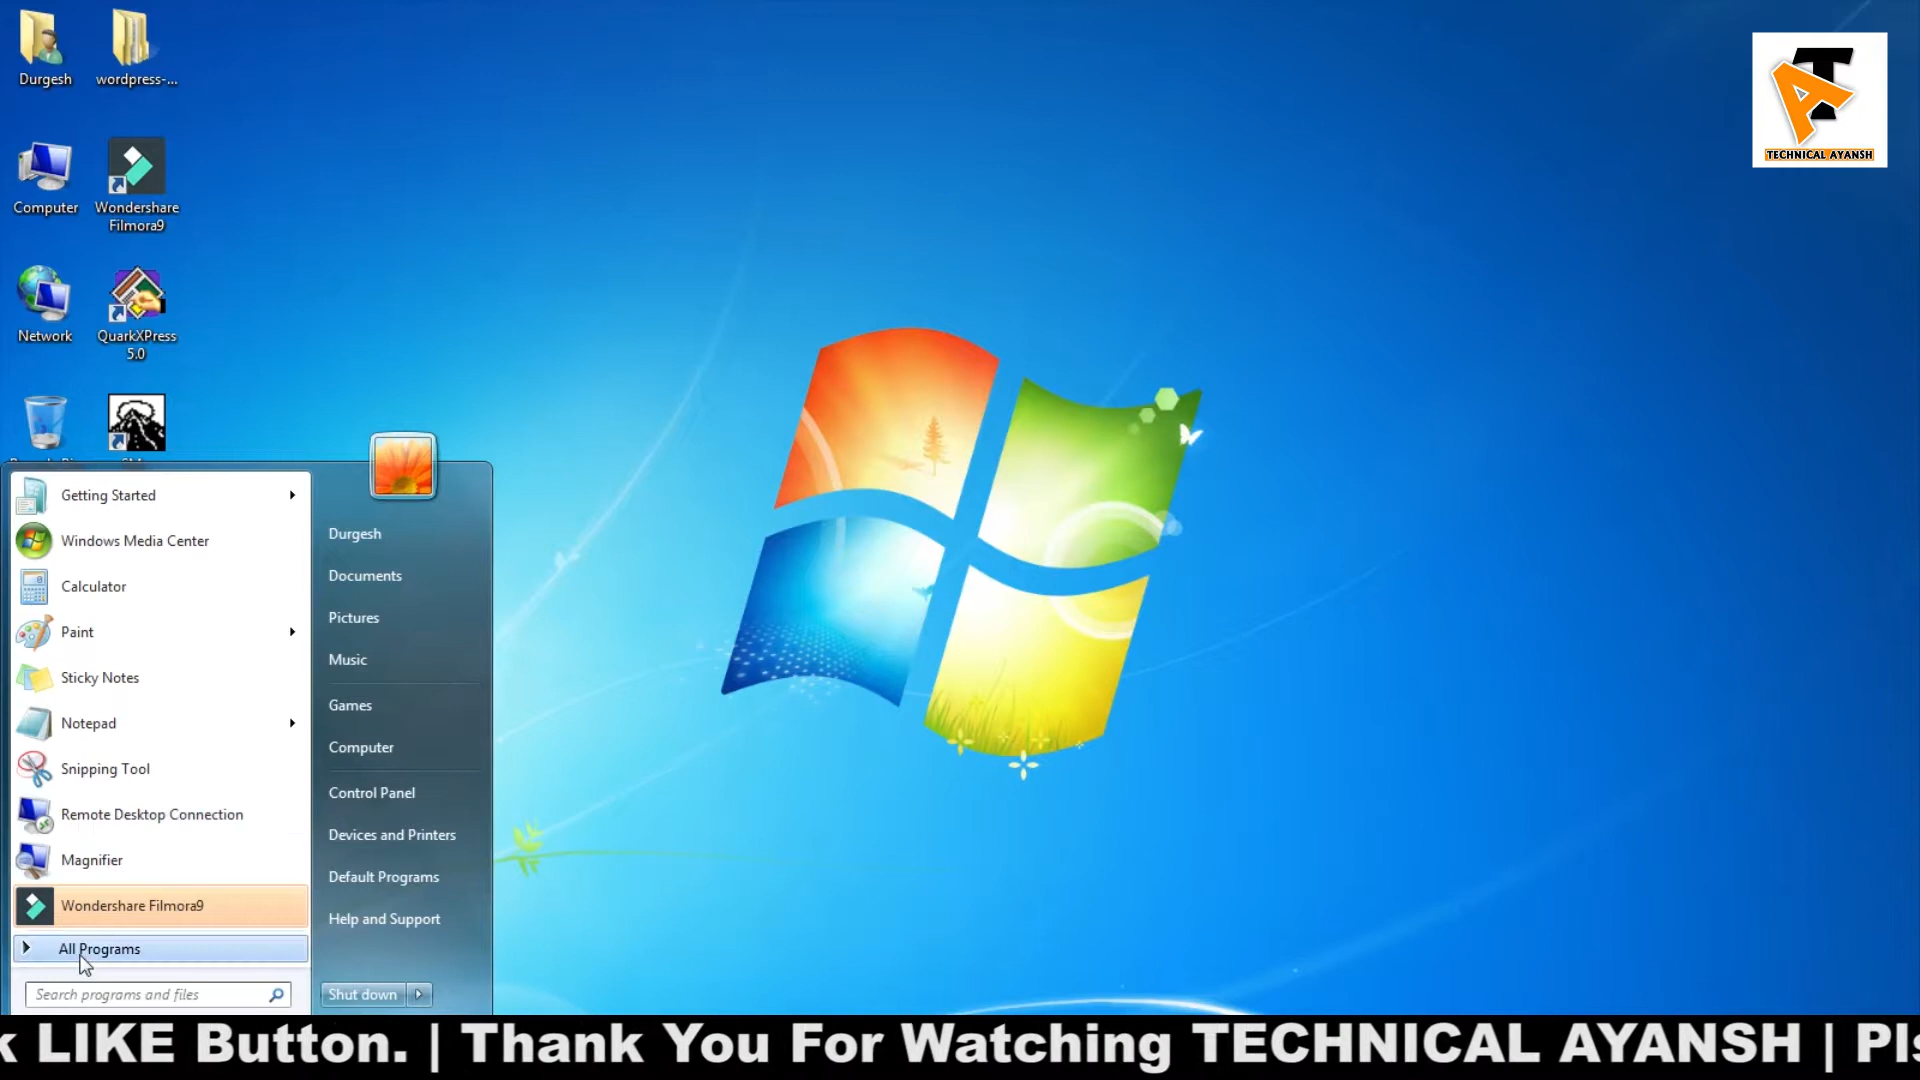 Durgesh
wordpress-...
Computer
Wondershare
Filmora9
Network
QuarkXPress
5.0
TECHNICAL AYANSH
Getting Started
Windows Media Center
Calculator
Paint
Sticky Notes
Notepad
Snipping Tool
Remote Desktop Connection
Magnifier
Wondershare Filmora9
All Programs
Search programs and files
Durgesh
Documents
Pictures
Music
Games
Computer
Control Panel
Devices and Printers
Default Programs
Help and Support
Shut down
k LIKE Button. | Thank You For Watching TECHNICAL AYANSH | Pls